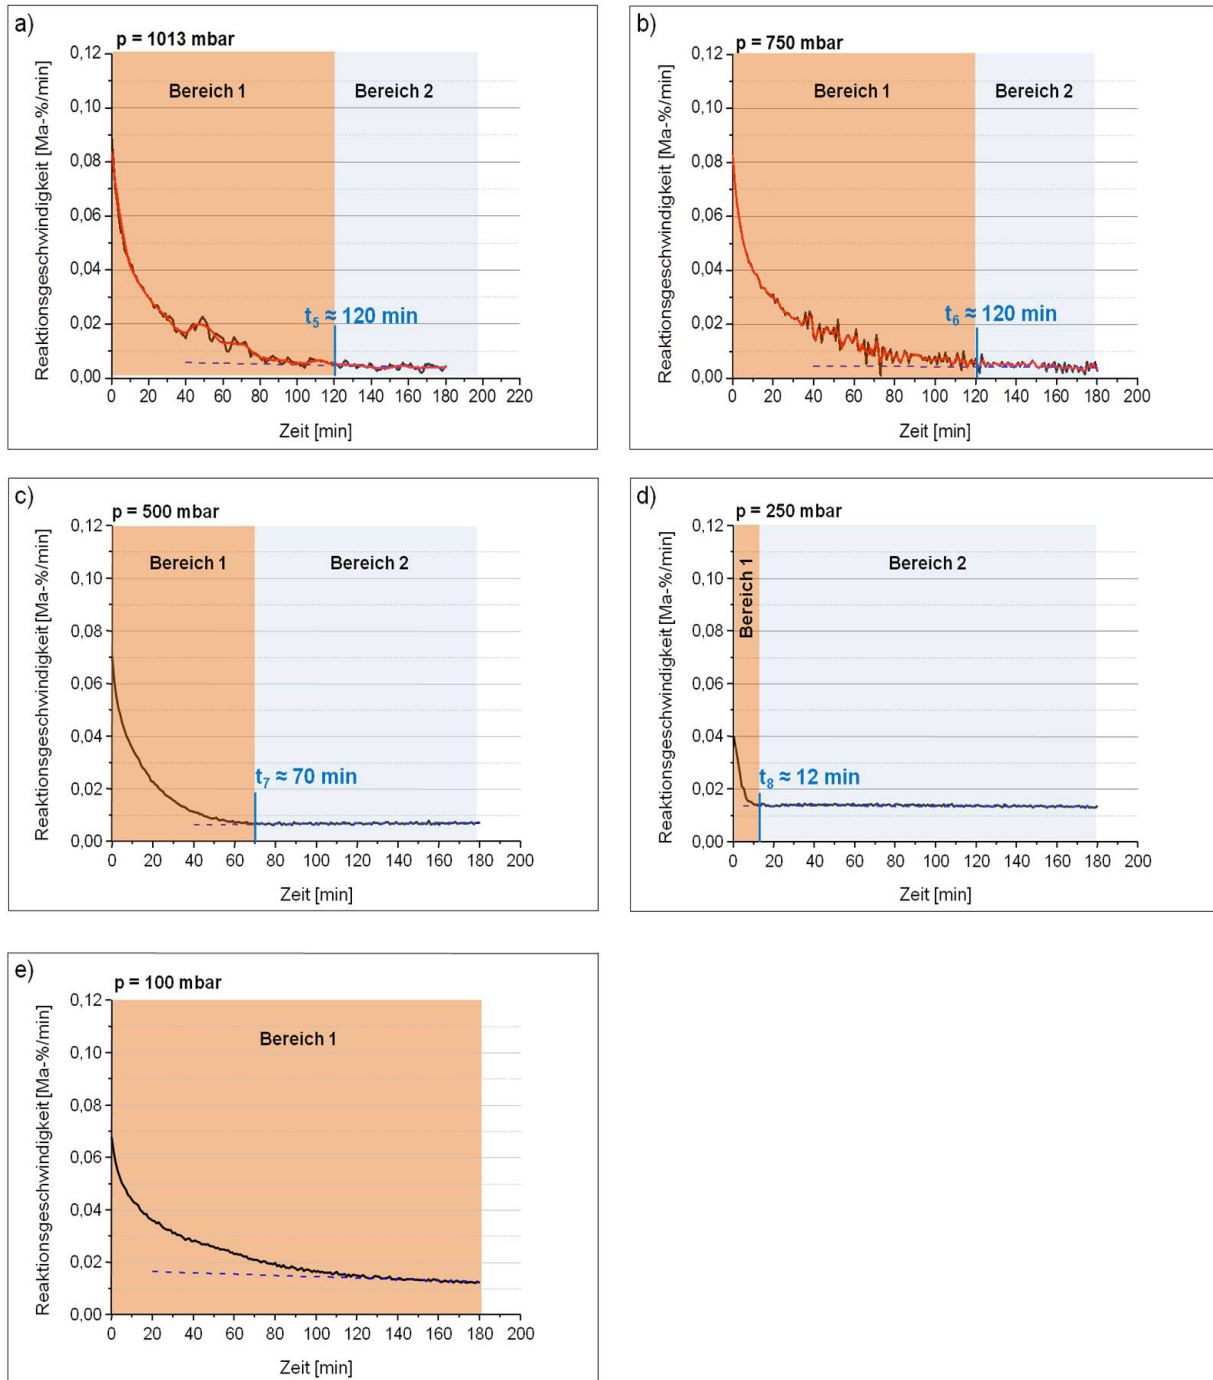 a)
p = 1013 mbar
Reaktionsgeschwindigkeit [Ma-%/min]
0,12
0,10
0,08
0,06
0,04
0,02
0,00
Bereich 1
Bereich 2
t5 ≈ 120 min
0 20 40 60 80 100 120 140 160 180 200 220
Zeit [min]
b)
p = 750 mbar
Reaktionsgeschwindigkeit [Ma-%/min]
0,12
0,10
0,08
0,06
0,04
0,02
0,00
Bereich 1
Bereich 2
t6 ≈ 120 min
0 20 40 60 80 100 120 140 160 180 200
Zeit [min]
c)
p = 500 mbar
Reaktionsgeschwindigkeit [Ma-%/min]
0,12
0,10
0,08
0,06
0,04
0,02
0,00
Bereich 1
Bereich 2
t7 ≈ 70 min
0 20 40 60 80 100 120 140 160 180 200
Zeit [min]
d)
p = 250 mbar
Reaktionsgeschwindigkeit [Ma-%/min]
0,12
0,10
0,08
0,06
0,04
0,02
0,00
Bereich 1
Bereich 2
t8 ≈ 12 min
0 20 40 60 80 100 120 140 160 180 200
Zeit [min]
e)
p = 100 mbar
Reaktionsgeschwindigkeit [Ma-%/min]
0,12
0,10
0,08
0,06
0,04
0,02
0,00
Bereich 1
0 20 40 60 80 100 120 140 160 180 200
Zeit [min]